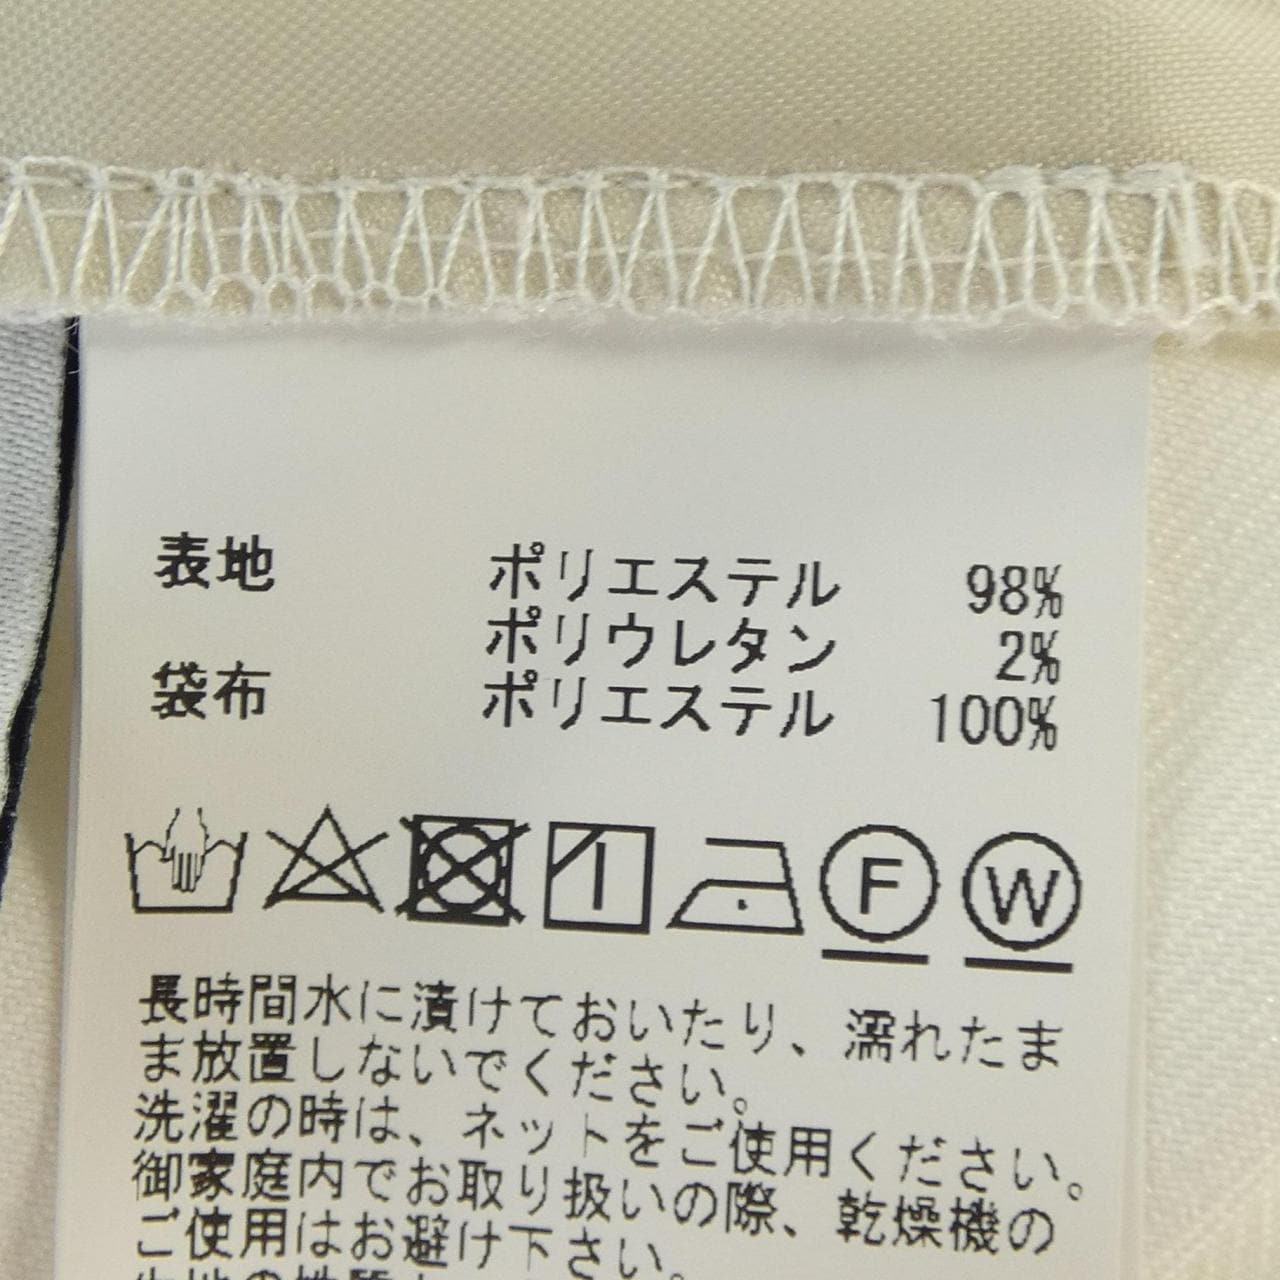 表地 ポリエステル 98%
ポリウレタン 2%
袋布 ポリエステル 100%
F W
長時間水に漬けておいたり、濡れたま
ま放置しないでください。
洗濯の時は、ネットをご使用ください。
御家庭内でお取り扱いの際、乾燥機の
ご使用はお避け下さい。